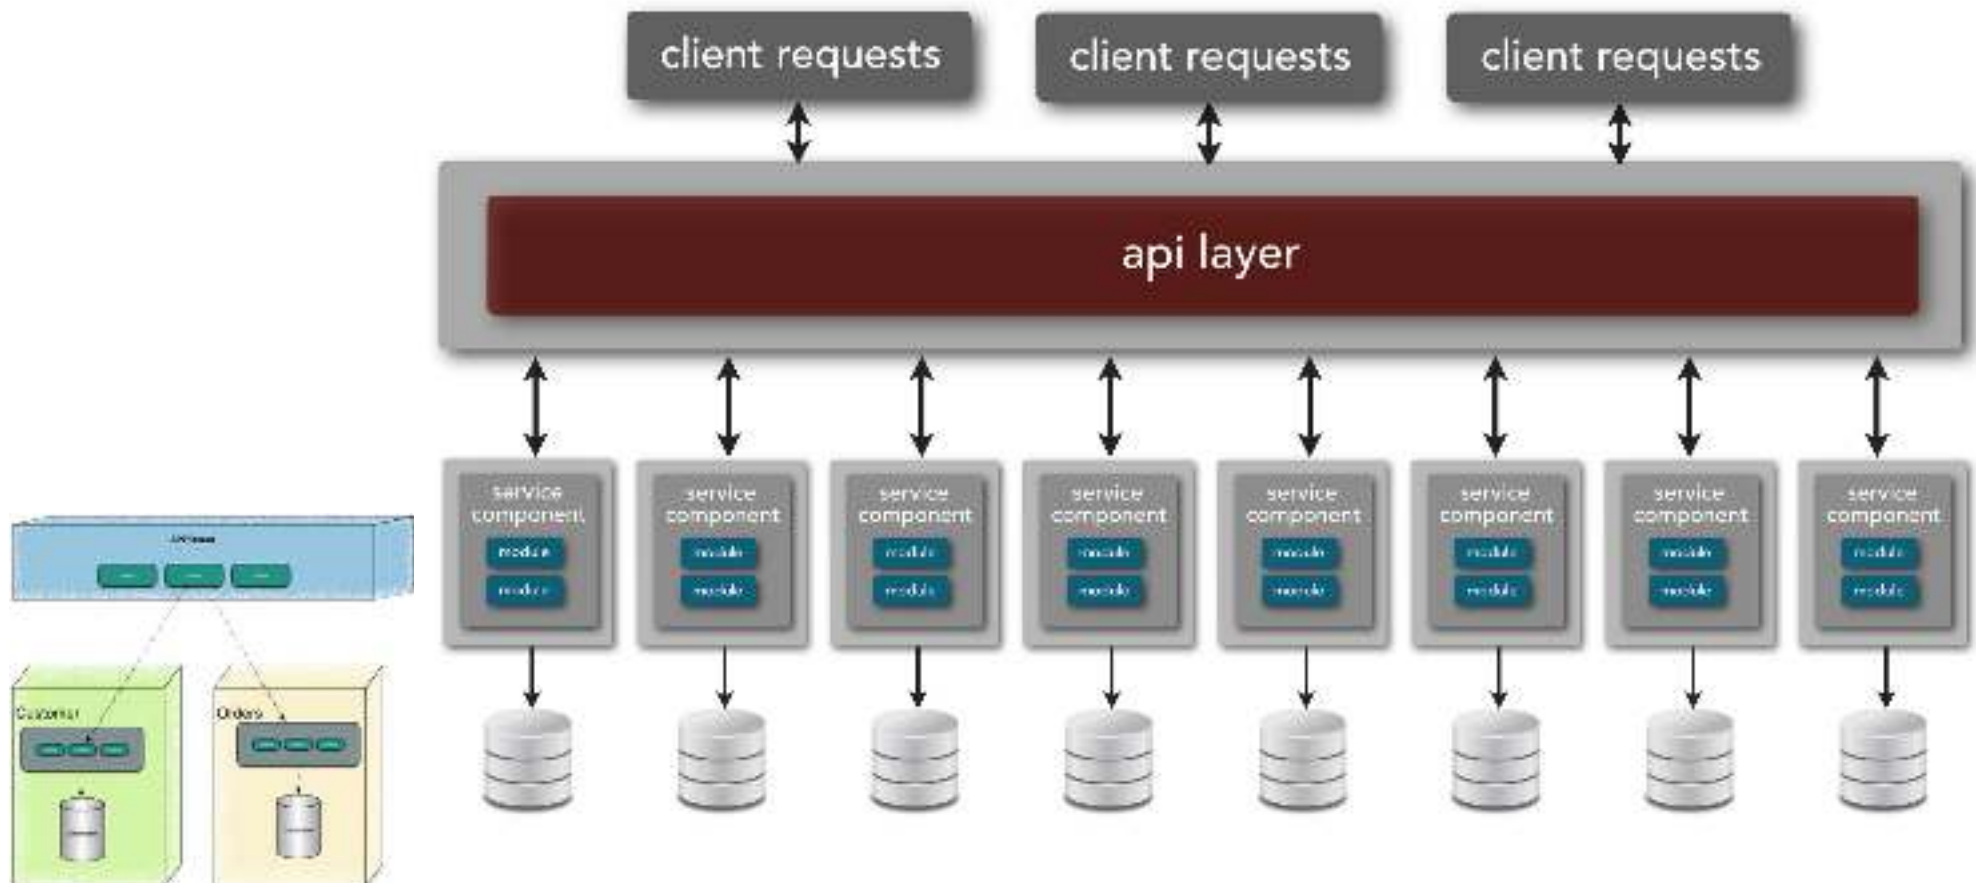 client requests
client requests
client requests
api layer
service
component
module
module
service
component
module
module
service
component
module
module
service
component
module
module
service
component
module
module
service
component
module
module
service
component
module
module
service
component
module
module
Customer
Orders